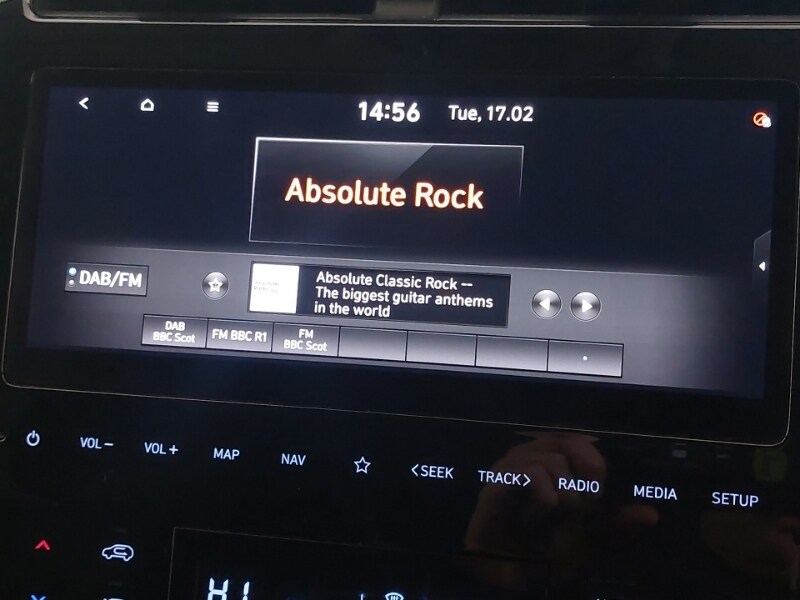 14:56 Tue, 17.02
Absolute Rock
DAB/FM
Absolute Classic Rock --
The biggest guitar anthems
in the world
DAB
BBC Scot
FM BBC R1
FM
BBC Scot
VOL- VOL+ MAP NAV <SEEK TRACK> RADIO MEDIA SETUP
HI